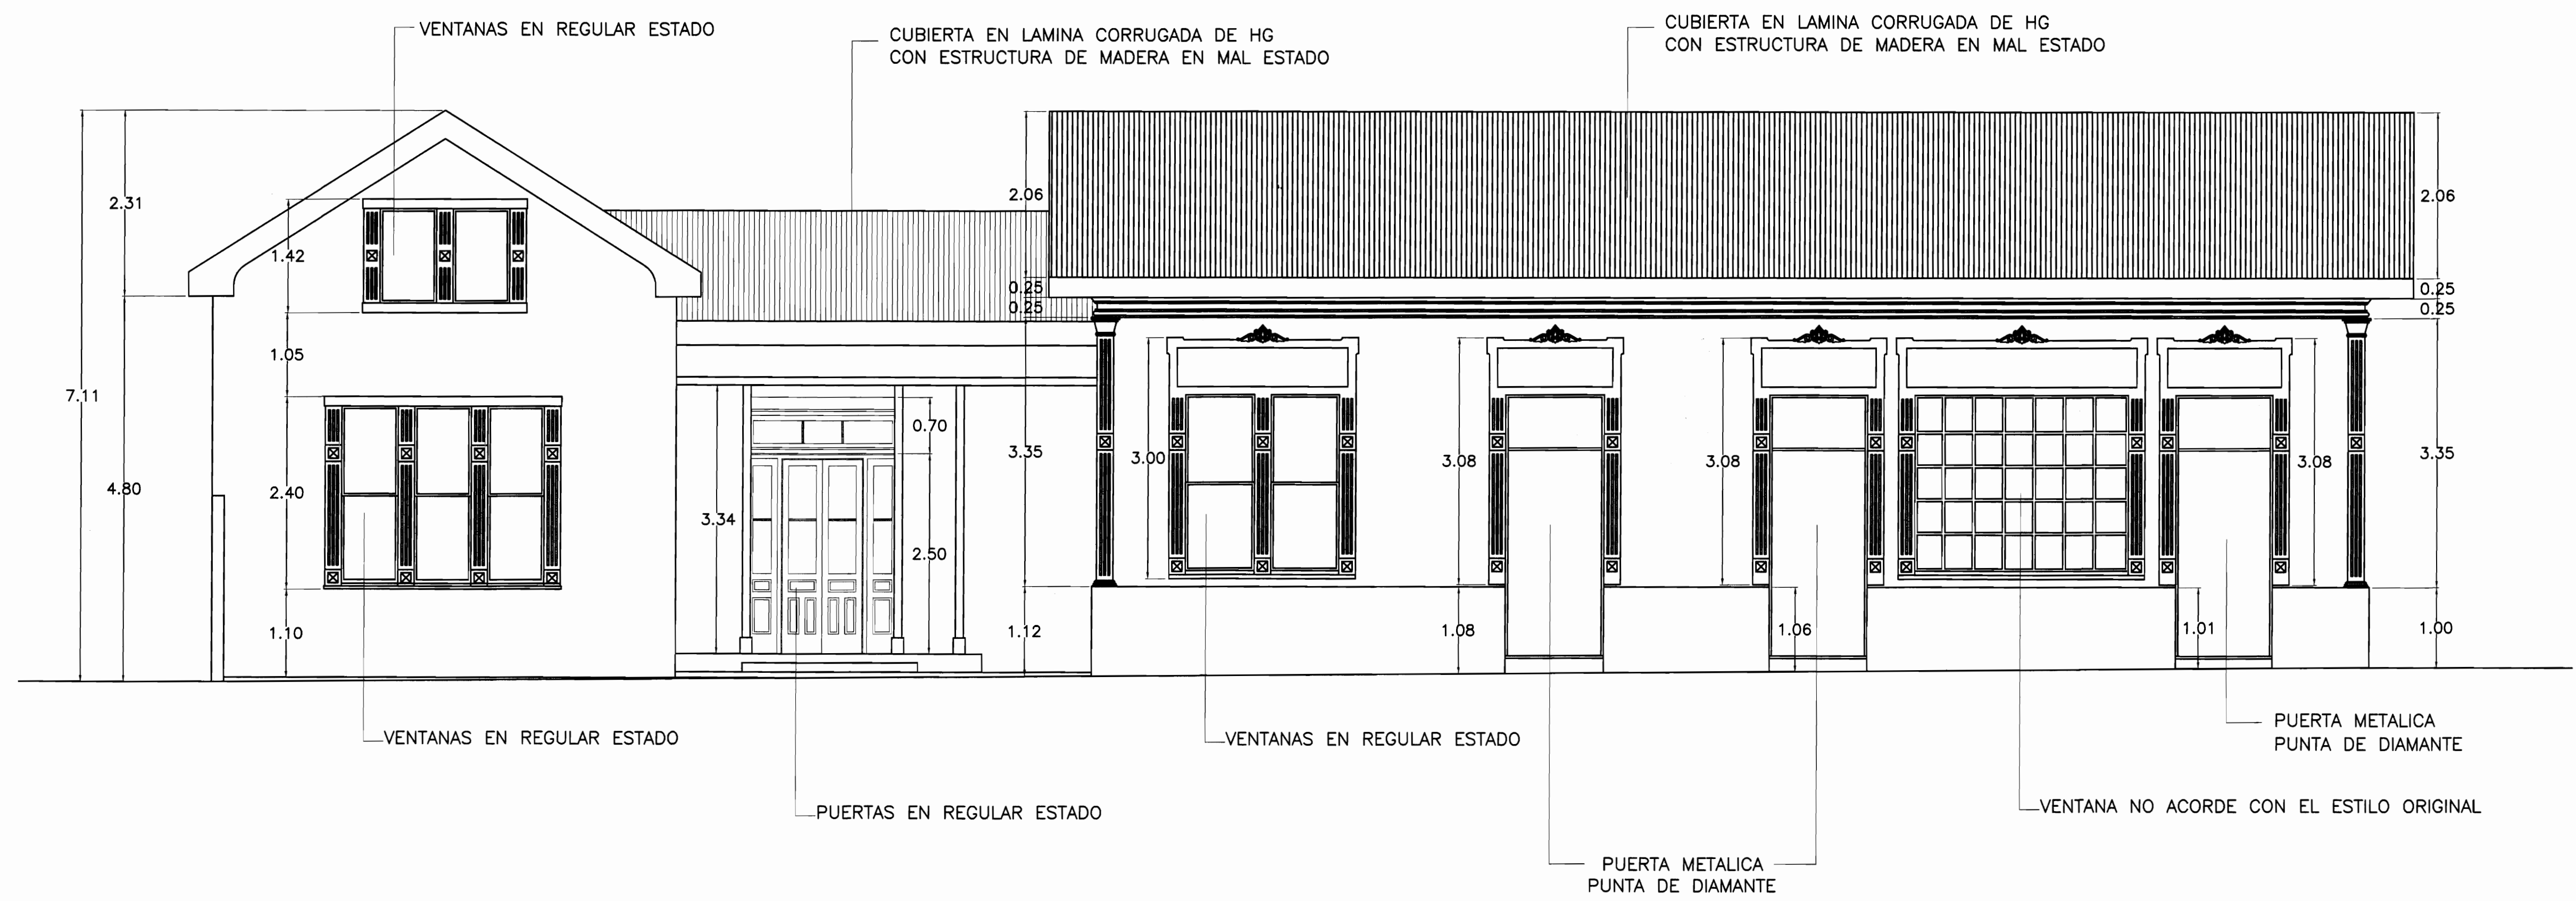 VENTANAS EN REGULAR ESTADO
CUBIERTA EN LAMINA CORRUGADA DE HG
CON ESTRUCTURA DE MADERA EN MAL ESTADO
CUBIERTA EN LAMINA CORRUGADA DE HG
CON ESTRUCTURA DE MADERA EN MAL ESTADO
7.11
2.31
4.80
1.42
1.05
2.40
1.10
3.34
0.70
2.50
2.06
0.25
0.25
3.35
1.12
3.00
3.08
1.08
3.08
1.06
3.08
1.01
2.06
0.25
0.25
3.35
1.00
VENTANAS EN REGULAR ESTADO
PUERTAS EN REGULAR ESTADO
VENTANAS EN REGULAR ESTADO
PUERTA METALICA
PUNTA DE DIAMANTE
VENTANA NO ACORDE CON EL ESTILO ORIGINAL
PUERTA METALICA
PUNTA DE DIAMANTE